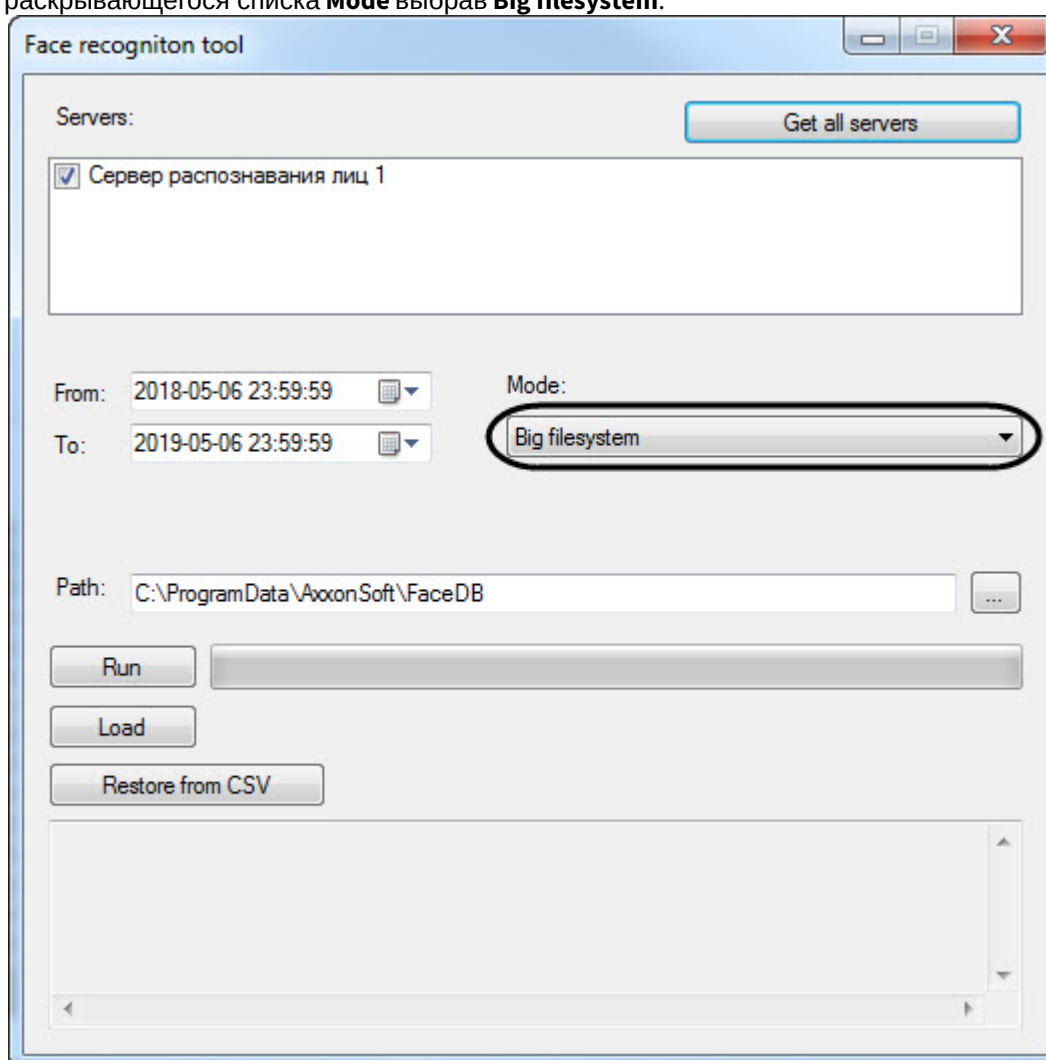 раскрывающегося списка Mode выбрав Big filesystem.
Face recogniton tool
Servers:
Get all servers
Сервер распознавания лиц 1
From:
2018-05-06 23:59:59
Mode:
To:
2019-05-06 23:59:59
Big filesystem
Path:
C:\ProgramData\AxxonSoft\FaceDB
...
Run
Load
Restore from CSV